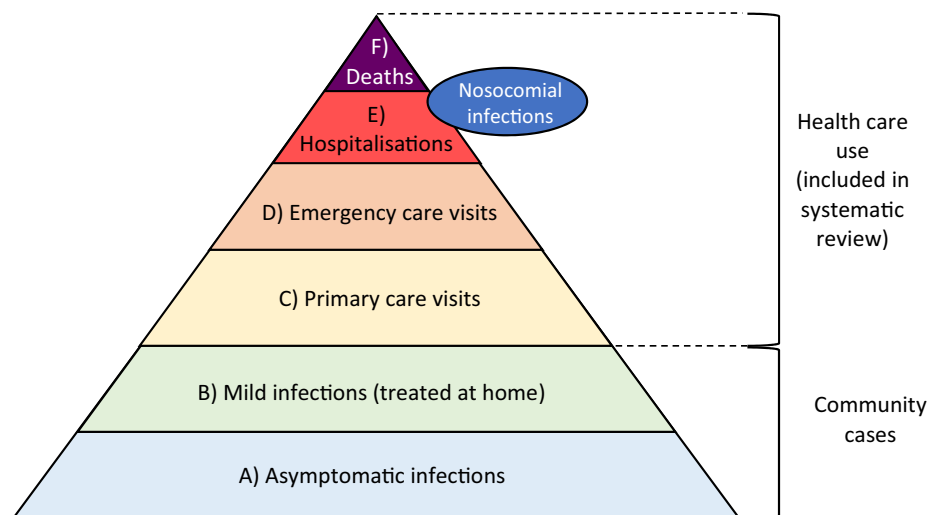 F)
Deaths
Nosocomial
infections
E)
Hospitalisations
D) Emergency care visits
C) Primary care visits
B) Mild infections (treated at home)
A) Asymptomatic infections
Health care
use
(included in
systematic
review)
Community
cases